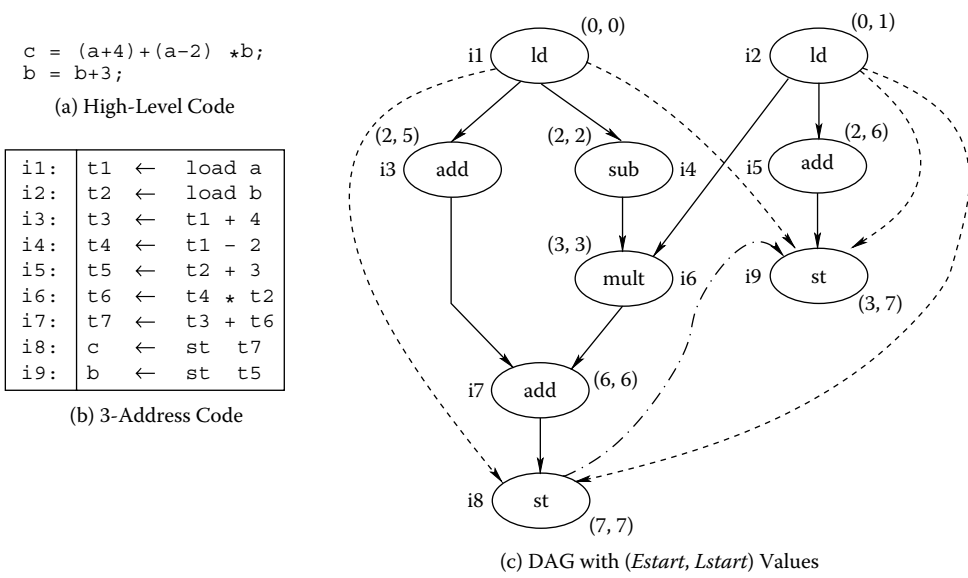 c = (a+4)+(a-2) *b;
b = b+3;
(a) High-Level Code
i1: t1 ← load a
i2: t2 ← load b
i3: t3 ← t1 + 4
i4: t4 ← t1 - 2
i5: t5 ← t2 + 3
i6: t6 ← t4 * t2
i7: t7 ← t3 + t6
i8: c ← st t7
i9: b ← st t5
(b) 3-Address Code
(0, 0)
i1 ld
(0, 1)
i2 ld
(2, 5)
i3 add
(2, 2)
sub i4
(2, 6)
i5 add
(3, 3)
mult i6
i9 st
(3, 7)
i7 add
(6, 6)
i8 st
(7, 7)
(c) DAG with (Estart, Lstart) Values